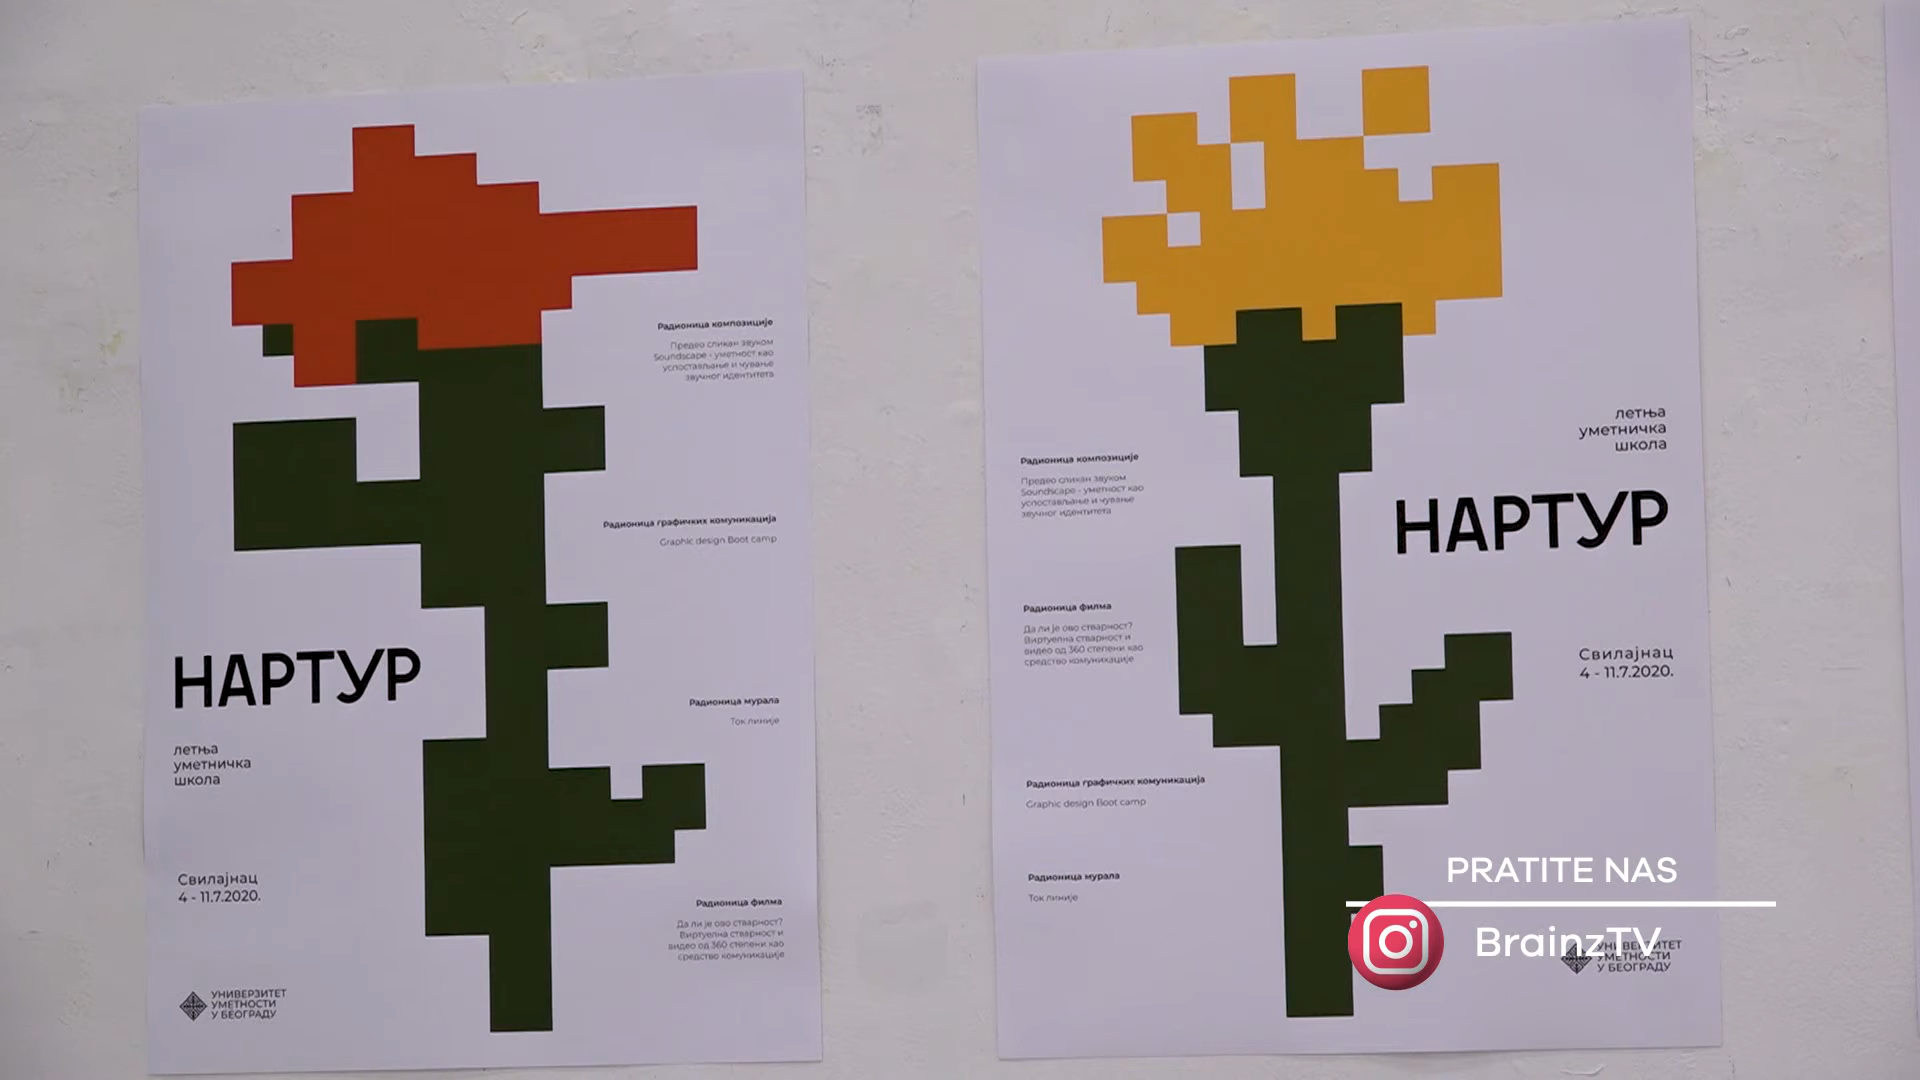 Радионица композиције
Предео сликан звуком
Soundscape - уметност као
успостављање и чување
звучног идентитета
Радионица графичких комуникација
Graphic design Boot camp
НАРТУР
летња
уметничка
школа
Радионица мурала
Ток линије
Свилајнац
4 - 11.7.2020.
Радионица филма
Да ли је ово стварност?
Виртуелна стварност и
видео од 360 степени као
средство комуникације
УНИВЕРЗИТЕТ
УМЕТНОСТИ
У БЕОГРАДУ
летња
уметничка
школа
Радионица композиције
Предео сликан звуком
Soundscape - уметност као
успостављање и чување
звучног идентитета
НАРТУР
Радионица филма
Да ли је ово стварност?
Виртуелна стварност и
видео од 360 степени као
средство комуникације
Свилајнац
4 - 11.7.2020.
Радионица графичких комуникација
Graphic design Boot camp
Радионица мурала
Ток линије
УНИВЕРЗИТЕТ
УМЕТНОСТИ
У БЕОГРАДУ
PRATITE NAS
BrainzTV